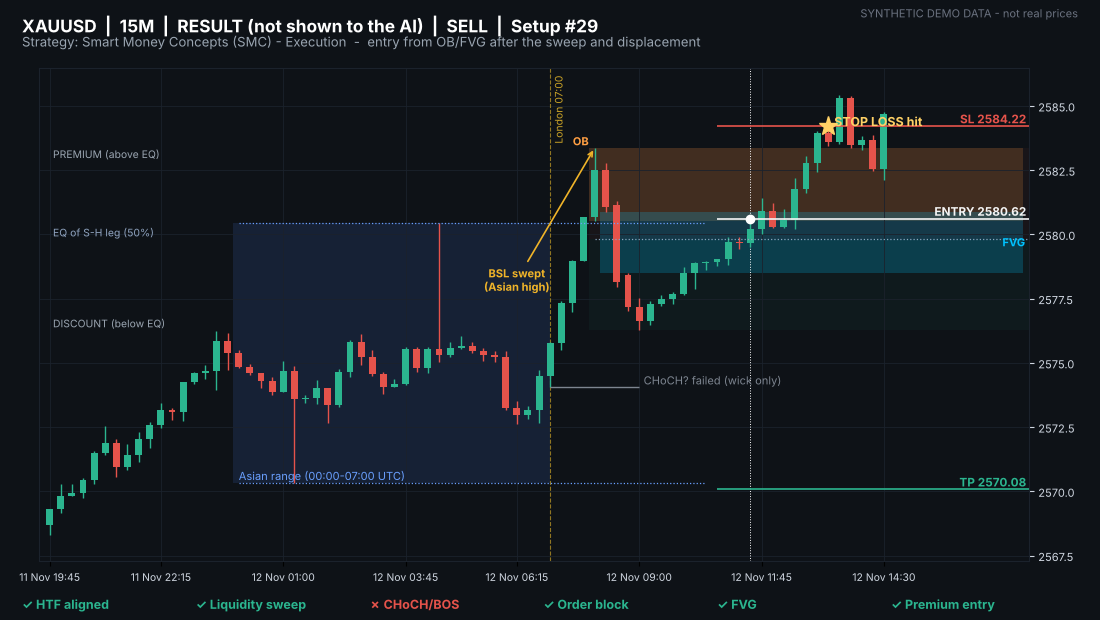 SYNTHETIC DEMO DATA - not real prices
XAUUSD | 15M | RESULT (not shown to the AI) | SELL | Setup #29
Strategy: Smart Money Concepts (SMC) - Execution - entry from OB/FVG after the sweep and displacement
London 07:00
2585.0
STOP LOSS hit
SL 2584.22
OB
PREMIUM (above EQ)
2582.5
ENTRY 2580.62
EQ of S-H leg (50%)
2580.0
FVG
BSL swept
(Asian high)
2577.5
DISCOUNT (below EQ)
2575.0
CHoCH? failed (wick only)
2572.5
Asian range (00:00-07:00 UTC)
TP 2570.08
2570.0
2567.5
11 Nov 19:45
11 Nov 22:15
12 Nov 01:00
12 Nov 03:45
12 Nov 06:15
12 Nov 09:00
12 Nov 11:45
12 Nov 14:30
✓ HTF aligned
✓ Liquidity sweep
× CHoCH/BOS
✓ Order block
✓ FVG
✓ Premium entry